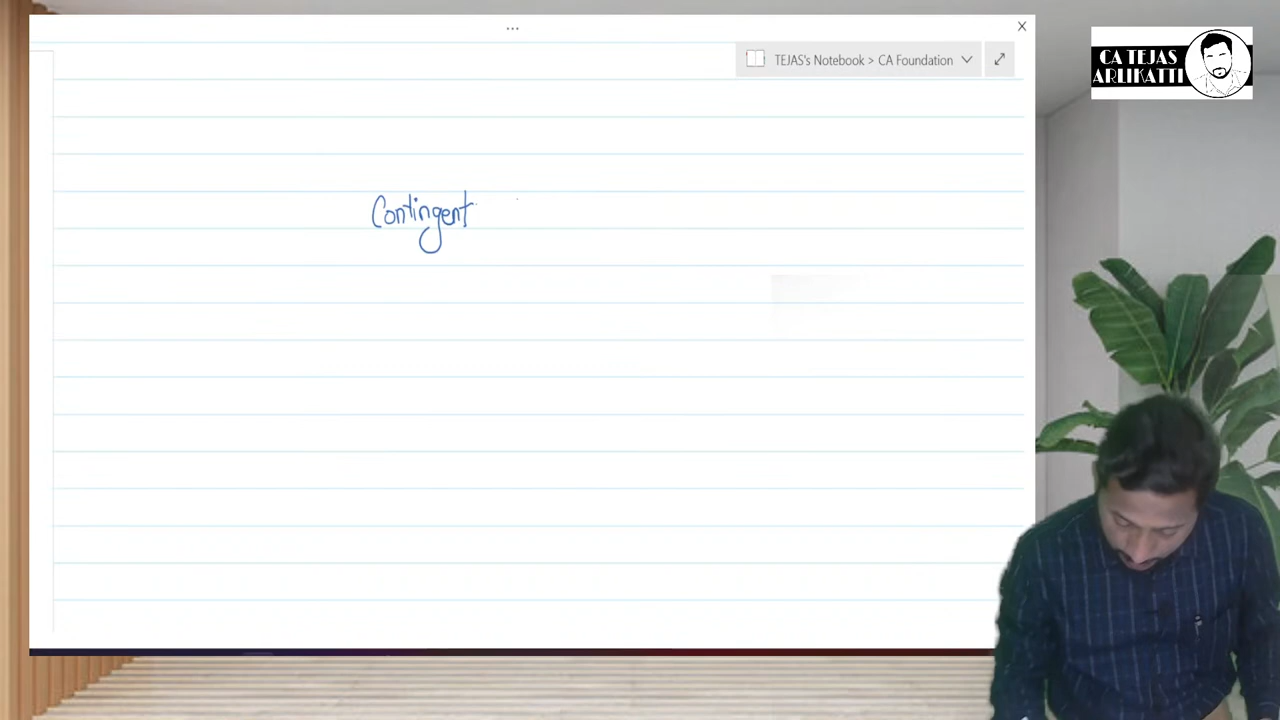 ...
X
TEJAS's Notebook > CA Foundation
CA TEJAS
ARLIKATTI
Contingent